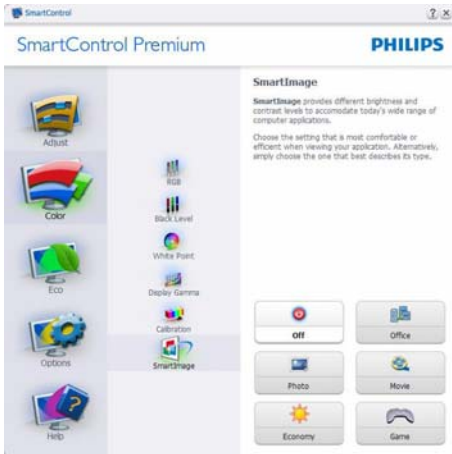 SmartControl
SmartControl Premium
PHILIPS
Adjust
Color
Eco
Options
Help
RGB
Black Level
White Point
Display Gamma
Calibration
SmartImage
SmartImage
SmartImage provides different brightness and
contrast levels to accomodate today's wide range of
computer applications.
Choose the setting that is most comfortable or
efficient when viewing your application. Alternatively,
simply choose the one that best describes its type.
Off
Office
Photo
Movie
Economy
Game